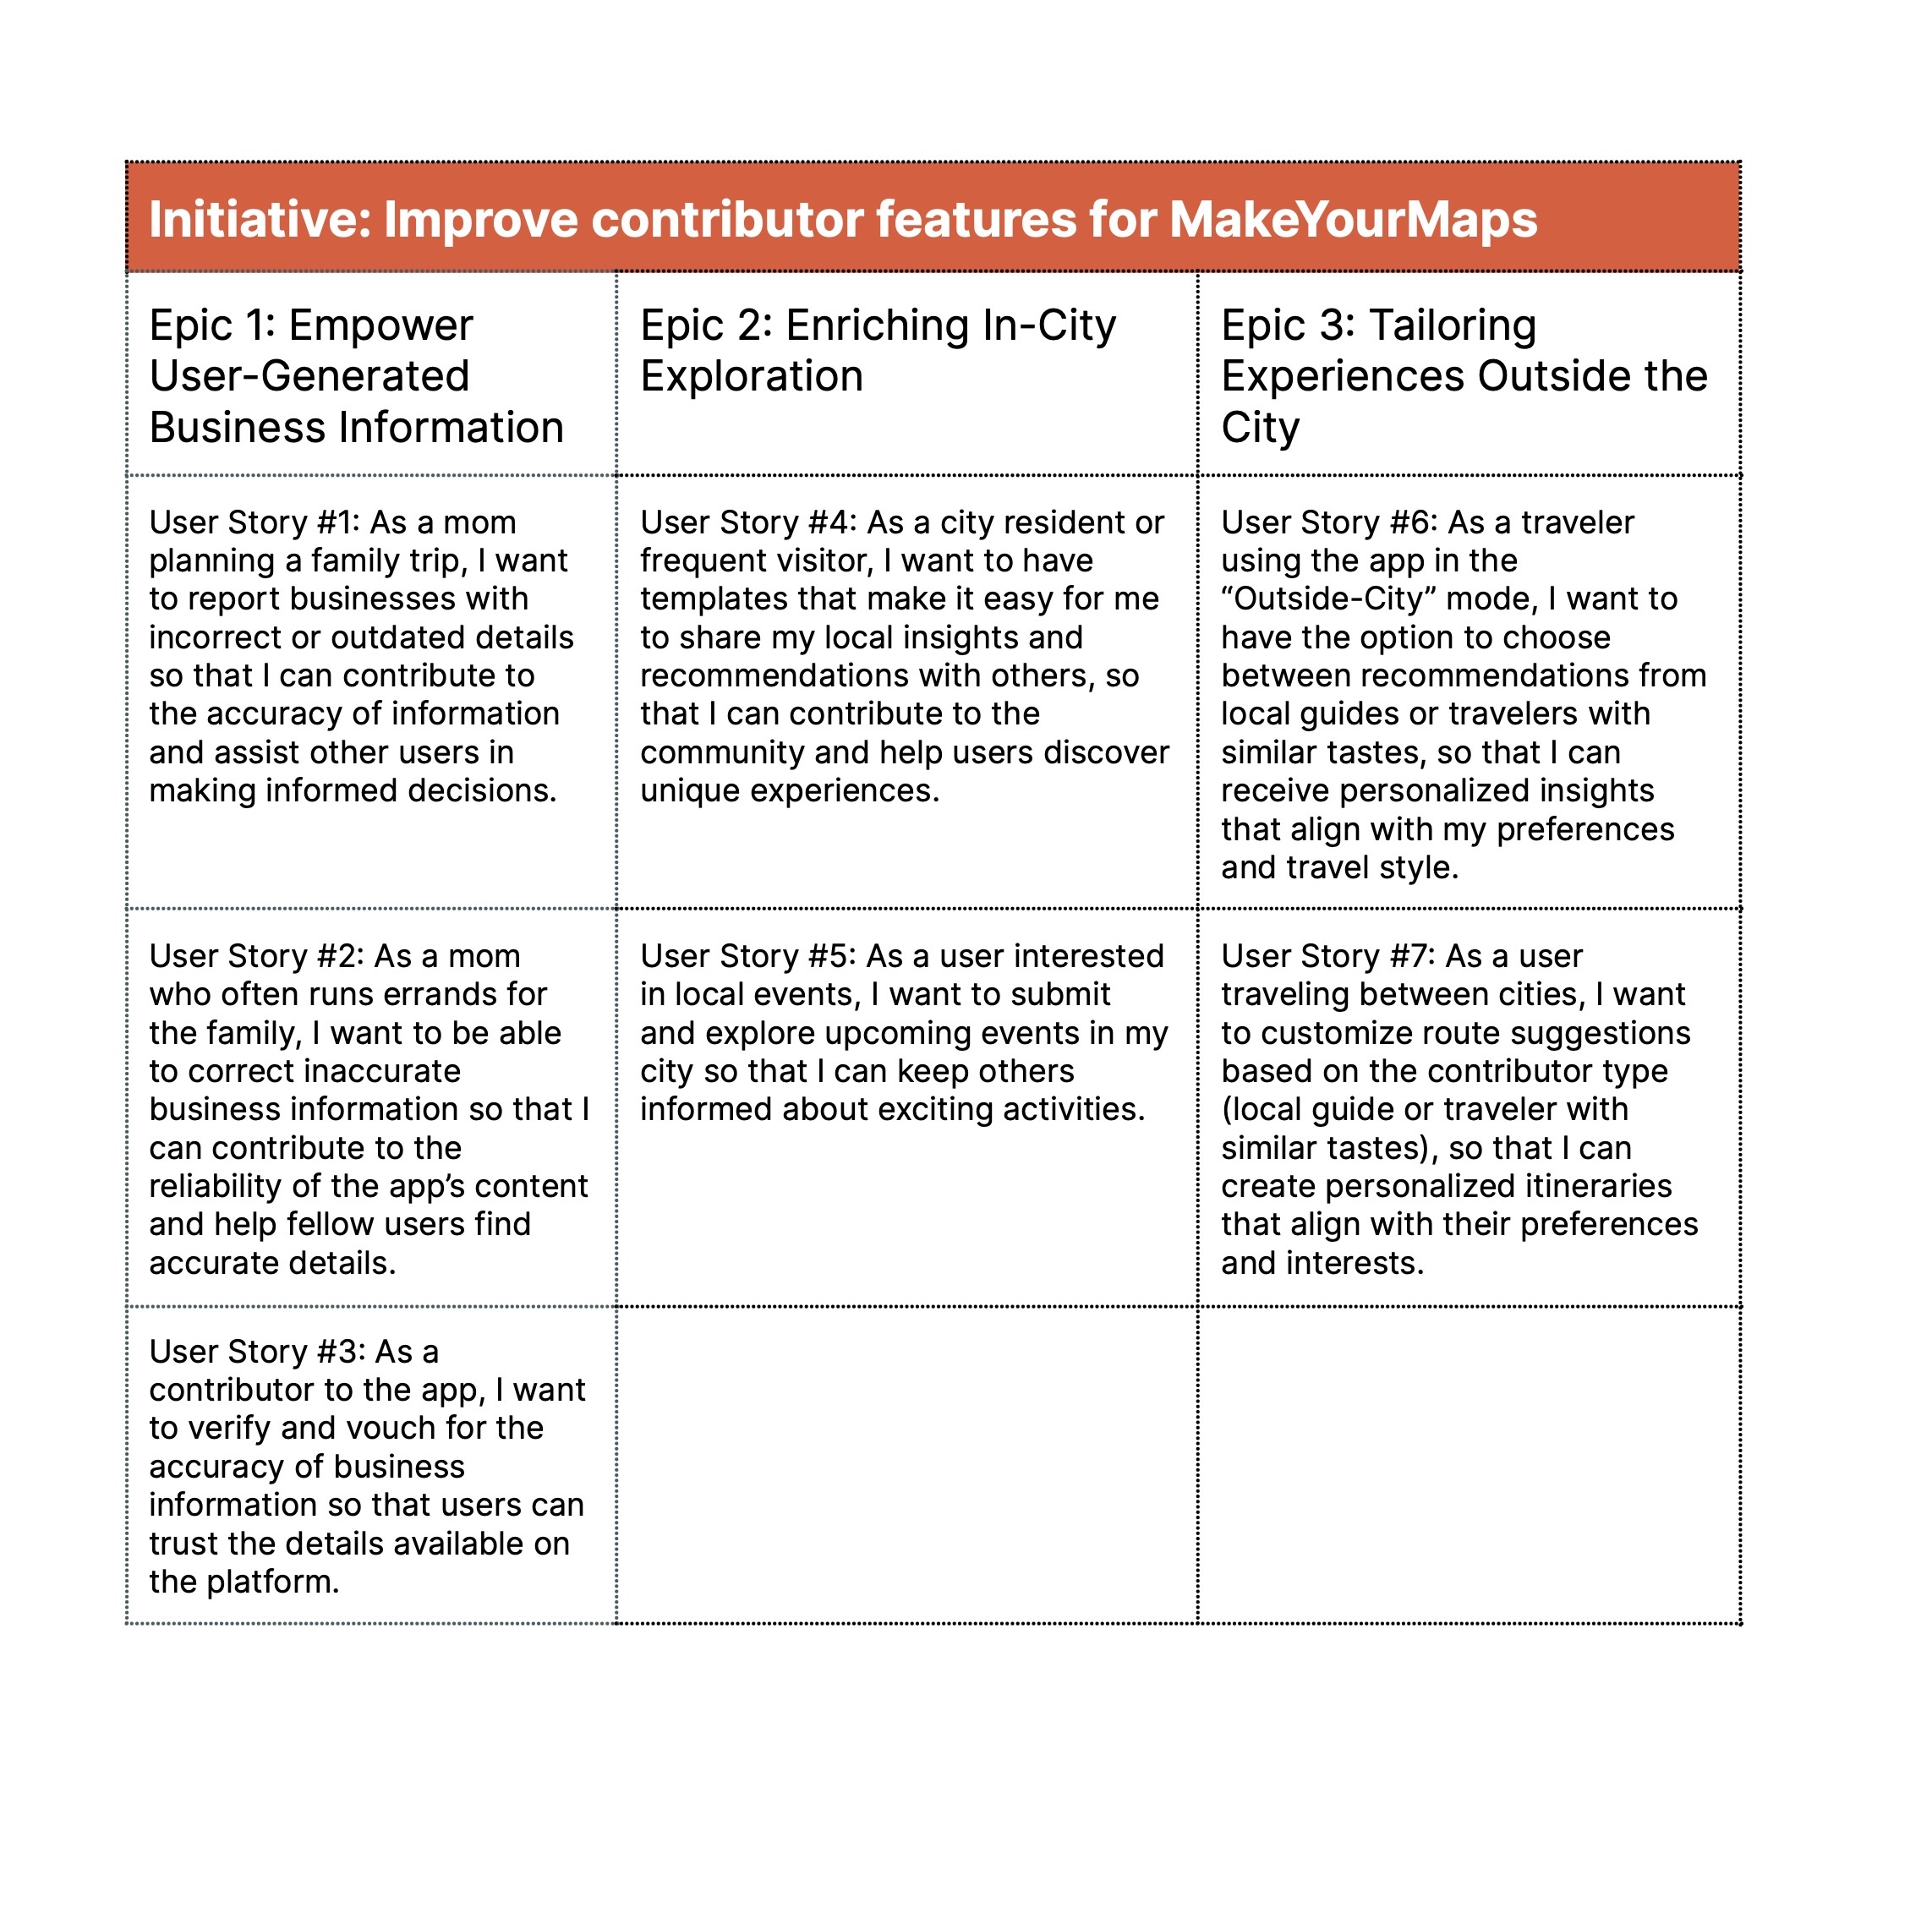 Initiative: Improve contributor features for MakeYourMaps
Epic 1: Empower
User-Generated
Business Information
Epic 2: Enriching In-City
Exploration
Epic 3: Tailoring
Experiences Outside the
City
User Story #1: As a mom
planning a family trip, I want
to report businesses with
incorrect or outdated details
so that I can contribute to
the accuracy of information
and assist other users in
making informed decisions.
User Story #4: As a city resident or
frequent visitor, I want to have
templates that make it easy for me
to share my local insights and
recommendations with others, so
that I can contribute to the
community and help users discover
unique experiences.
User Story #6: As a traveler
using the app in the
“Outside-City” mode, I want to
have the option to choose
between recommendations from
local guides or travelers with
similar tastes, so that I can
receive personalized insights
that align with my preferences
and travel style.
User Story #2: As a mom
who often runs errands for
the family, I want to be able
to correct inaccurate
business information so that I
can contribute to the
reliability of the app’s content
and help fellow users find
accurate details.
User Story #5: As a user interested
in local events, I want to submit
and explore upcoming events in my
city so that I can keep others
informed about exciting activities.
User Story #7: As a user
traveling between cities, I want
to customize route suggestions
based on the contributor type
(local guide or traveler with
similar tastes), so that I can
create personalized itineraries
that align with their preferences
and interests.
User Story #3: As a
contributor to the app, I want
to verify and vouch for the
accuracy of business
information so that users can
trust the details available on
the platform.